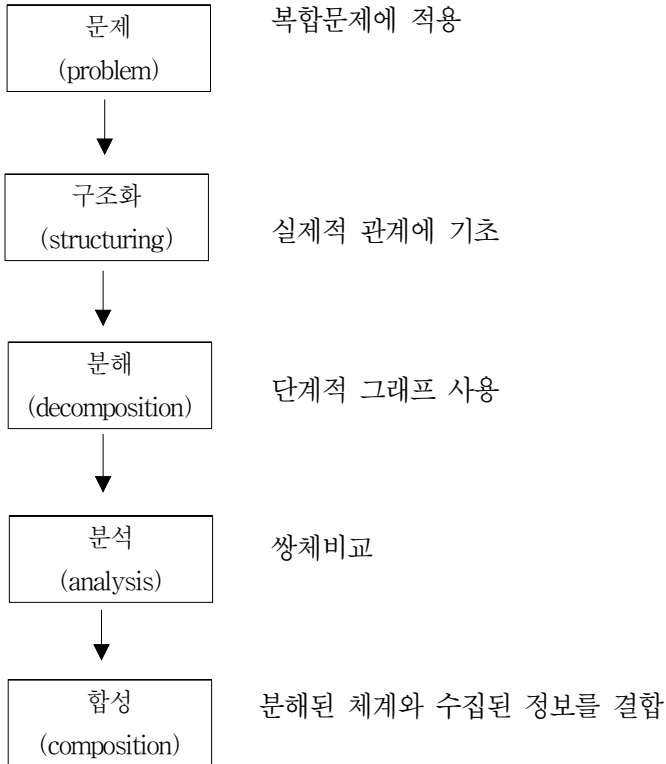 문제
(problem)
복합문제에 적용
구조화
(structuring)
실제적 관계에 기초
분해
(decomposition)
단계적 그래프 사용
분석
(analysis)
쌍체비교
합성
(composition)
분해된 체계와 수집된 정보를 결합